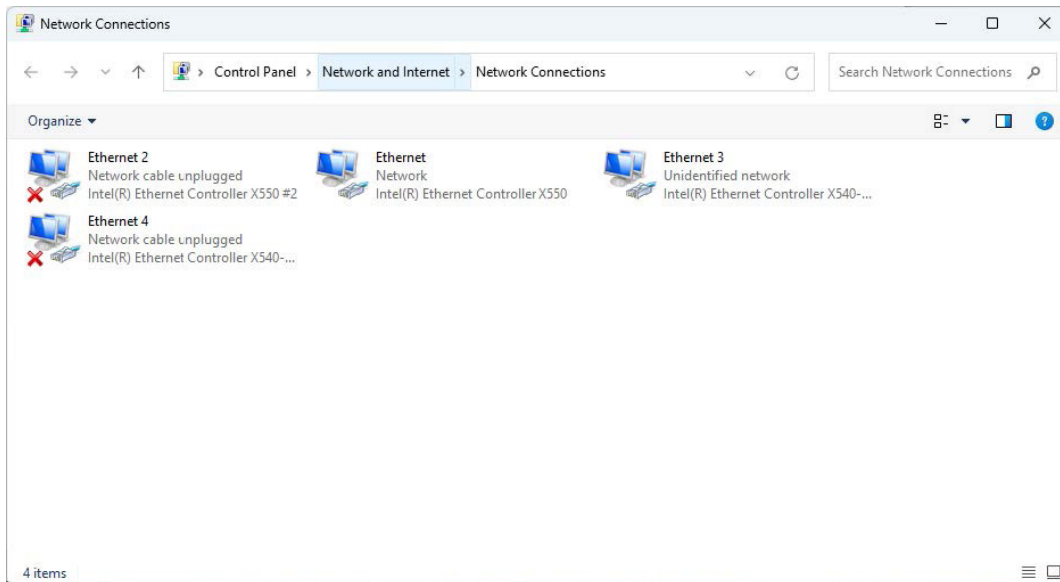 Network Connections
Control Panel > Network and Internet > Network Connections
Search Network Connections
Organize
Ethernet 2
Network cable unplugged
Intel(R) Ethernet Controller X550 #2
Ethernet
Network
Intel(R) Ethernet Controller X550
Ethernet 3
Unidentified network
Intel(R) Ethernet Controller X540-...
Ethernet 4
Network cable unplugged
Intel(R) Ethernet Controller X540-...
4 items